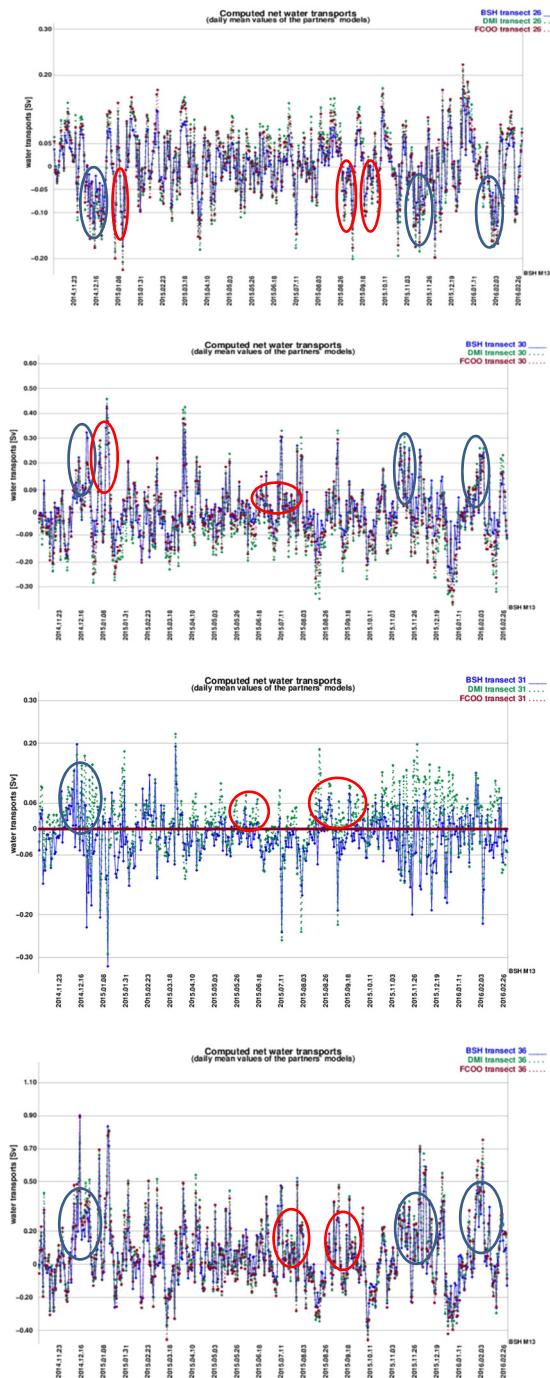 Computed net water transports
(daily mean values of the partners' models)
BSH transect 26 ____
DMI transect 26 . . . .
FCOO transect 26 . . . .
water transports [Sv]
0.30
0.20
0.05
0
−0.05
−0.10
−0.20
BSH M13
2014.11.23 2014.12.16 2015.01.08 2015.01.31 2015.02.23 2015.03.18 2015.04.10 2015.05.03 2015.05.26 2015.06.18 2015.07.11 2015.08.03 2015.08.26 2015.09.18 2015.10.11 2015.11.03 2015.11.26 2015.12.19 2016.01.11 2016.02.03 2016.02.26
Computed net water transports
(daily mean values of the partners' models)
BSH transect 30 ____
DMI transect 30 . . . .
FCOO transect 30 . . . .
water transports [Sv]
0.60
0.50
0.40
0.30
0.20
0.09
0
−0.09
−0.20
−0.30
BSH M13
2014.11.23 2014.12.16 2015.01.08 2015.01.31 2015.02.23 2015.03.18 2015.04.10 2015.05.03 2015.05.26 2015.06.18 2015.07.11 2015.08.03 2015.08.26 2015.09.18 2015.10.11 2015.11.03 2015.11.26 2015.12.19 2016.01.11 2016.02.03 2016.02.26
Computed net water transports
(daily mean values of the partners' models)
BSH transect 31 ____
DMI transect 31 . . . .
FCOO transect 31 . . . .
water transports [Sv]
0.30
0.20
0.06
0
−0.06
−0.20
−0.30
BSH M13
2014.11.23 2014.12.16 2015.01.08 2015.01.31 2015.02.23 2015.03.18 2015.04.10 2015.05.03 2015.05.26 2015.06.18 2015.07.11 2015.08.03 2015.08.26 2015.09.18 2015.10.11 2015.11.03 2015.11.26 2015.12.19 2016.01.11 2016.02.03 2016.02.26
Computed net water transports
(daily mean values of the partners' models)
BSH transect 36 ____
DMI transect 36 . . . .
FCOO transect 36 . . . .
water transports [Sv]
1.10
0.90
0.70
0.50
0.20
0
−0.20
−0.40
BSH M13
2014.11.23 2014.12.16 2015.01.08 2015.01.31 2015.02.23 2015.03.18 2015.04.10 2015.05.03 2015.05.26 2015.06.18 2015.07.11 2015.08.03 2015.08.26 2015.09.18 2015.10.11 2015.11.03 2015.11.26 2015.12.19 2016.01.11 2016.02.03 2016.02.26